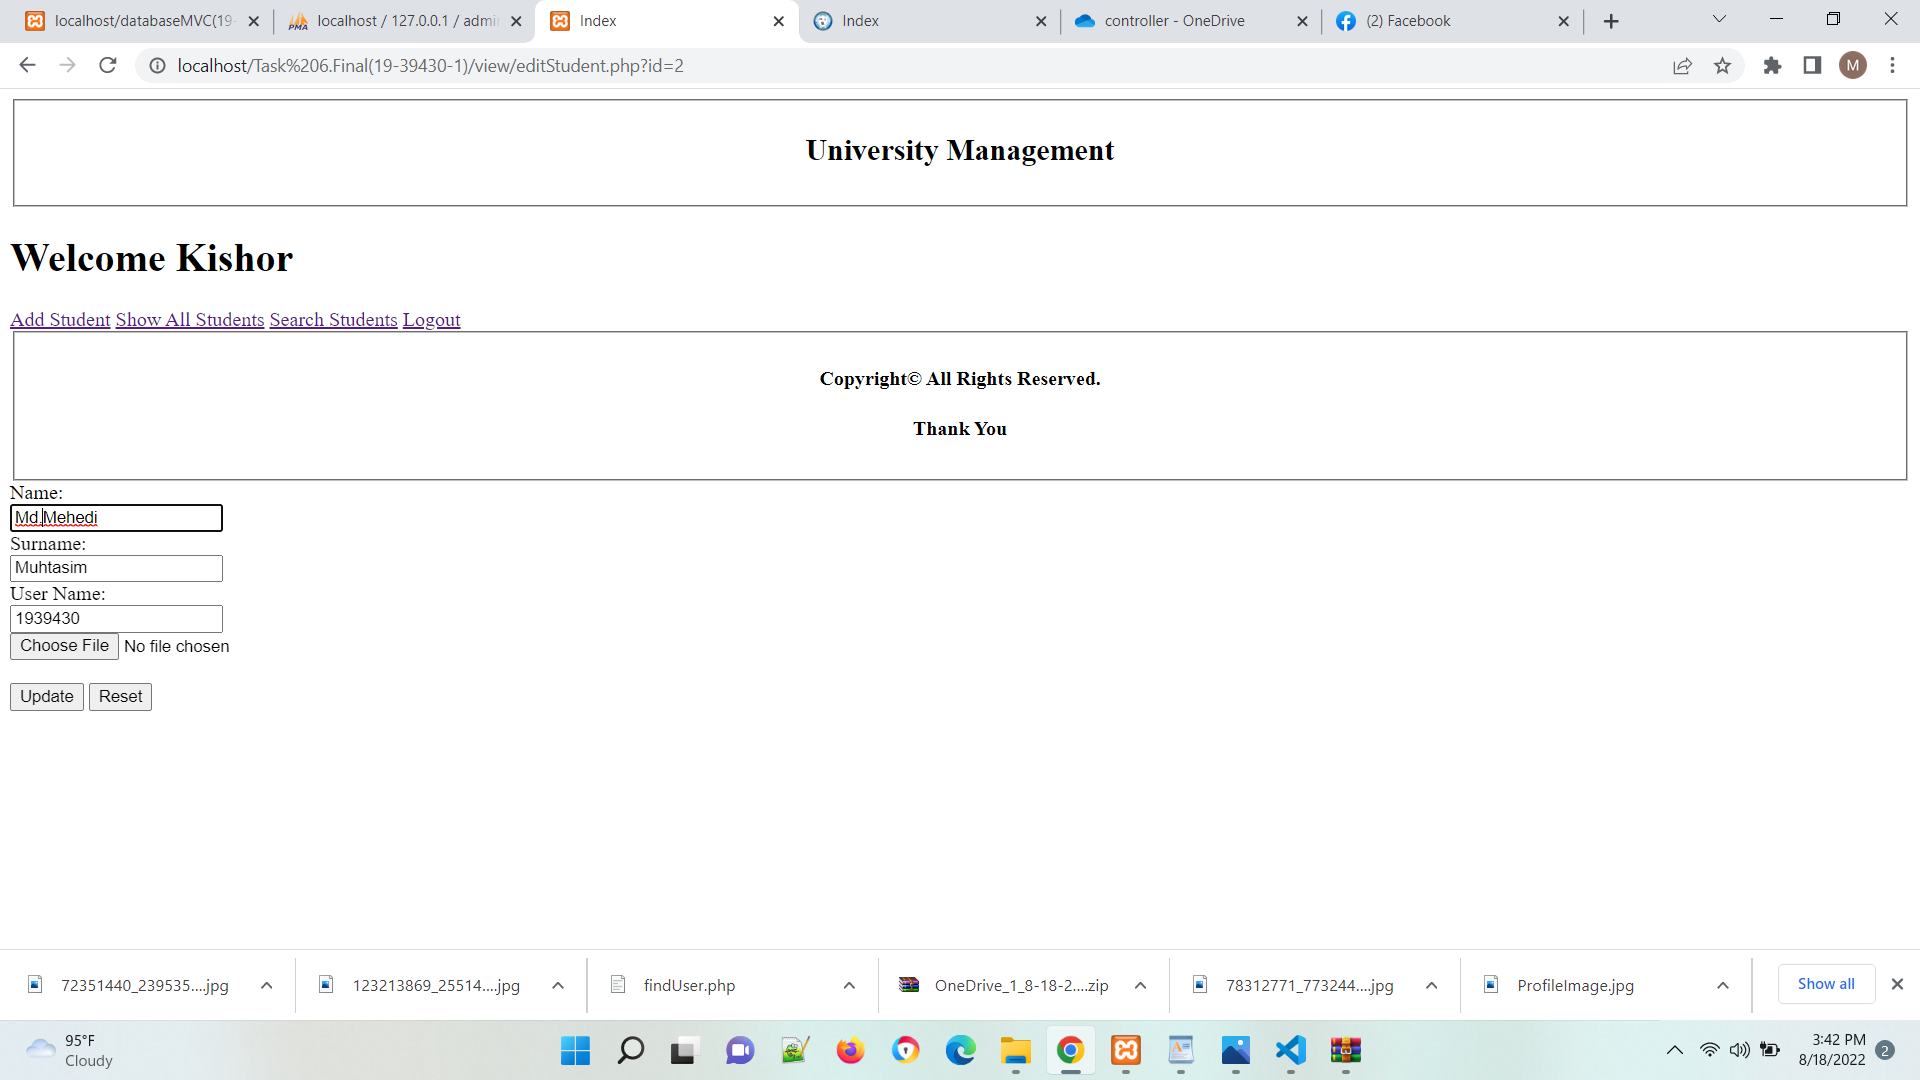 localhost/databaseMVC(19-
localhost / 127.0.0.1 / admi
Index
Index
controller - OneDrive
(2) Facebook
localhost/Task%206.Final(19-39430-1)/view/editStudent.php?id=2
M
University Management
Welcome Kishor
Add Student Show All Students Search Students Logout
Copyright© All Rights Reserved.
Thank You
Name:
Md.Mehedi
Surname:
Muhtasim
User Name:
1939430
Choose File No file chosen
Update Reset
72351440_239535....jpg
123213869_25514....jpg
findUser.php
OneDrive_1_8-18-2....zip
78312771_773244....jpg
ProfileImage.jpg
Show all
95°F
Cloudy
3:42 PM
8/18/2022
2